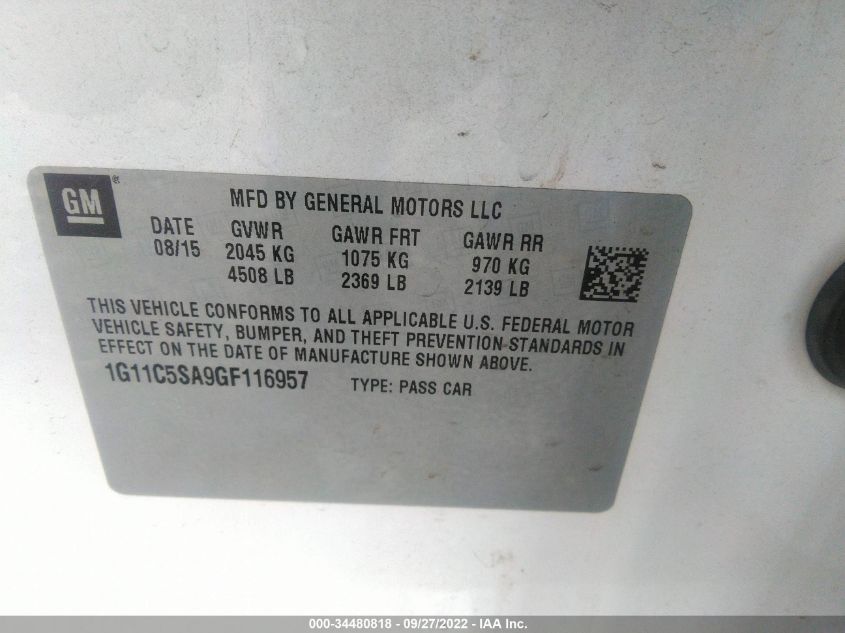 GM ®
MFD BY GENERAL MOTORS LLC
DATE GVWR GAWR FRT GAWR RR
08/15 2045 KG 1075 KG 970 KG
4508 LB 2369 LB 2139 LB
THIS VEHICLE CONFORMS TO ALL APPLICABLE U.S. FEDERAL MOTOR
VEHICLE SAFETY, BUMPER, AND THEFT PREVENTION STANDARDS IN
EFFECT ON THE DATE OF MANUFACTURE SHOWN ABOVE.
1G11C5SA9GF116957 TYPE: PASS CAR
000-34480818 - 09/27/2022 - IAA Inc.